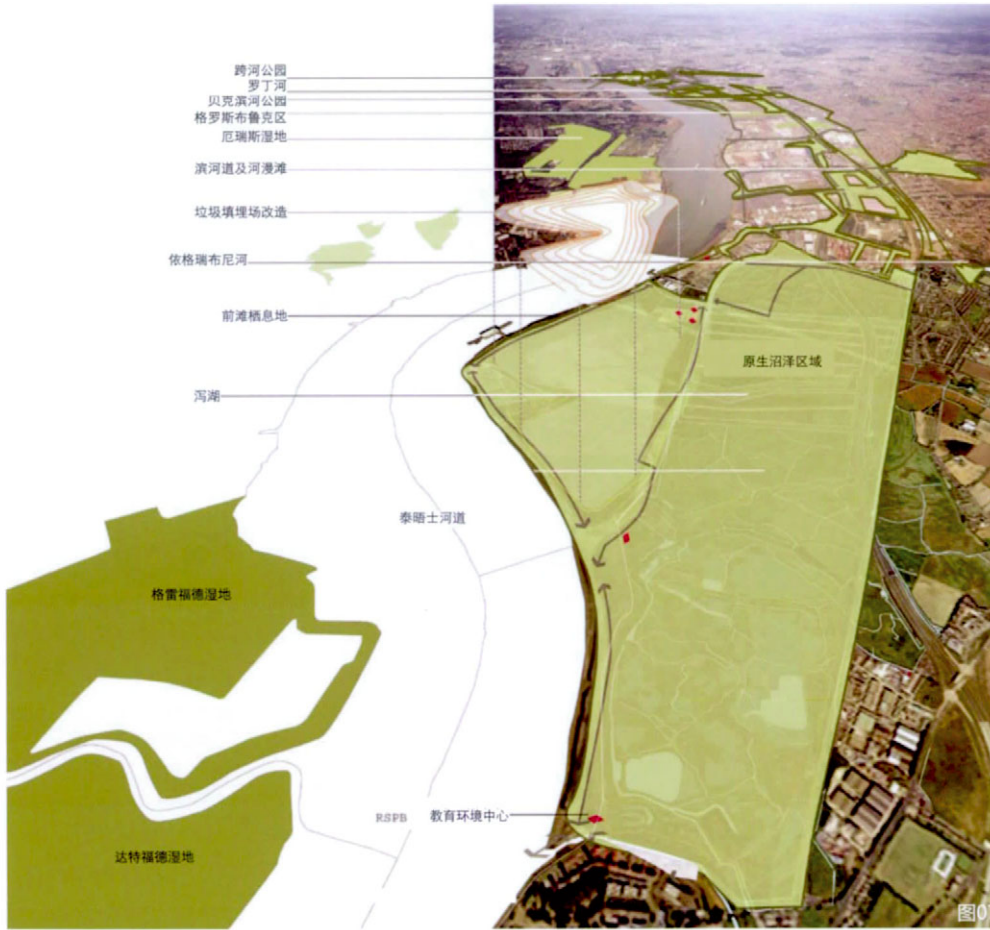 跨河公园
罗丁河
贝克滨河公园
格罗斯布鲁克区
厄瑞斯湿地
滨河道及河漫滩
垃圾填埋场改造
依格瑞布尼河
前滩栖息地
原生沼泽区域
泻湖
泰晤士河道
格雷福德湿地
RSPB 教育环境中心
达特福德湿地